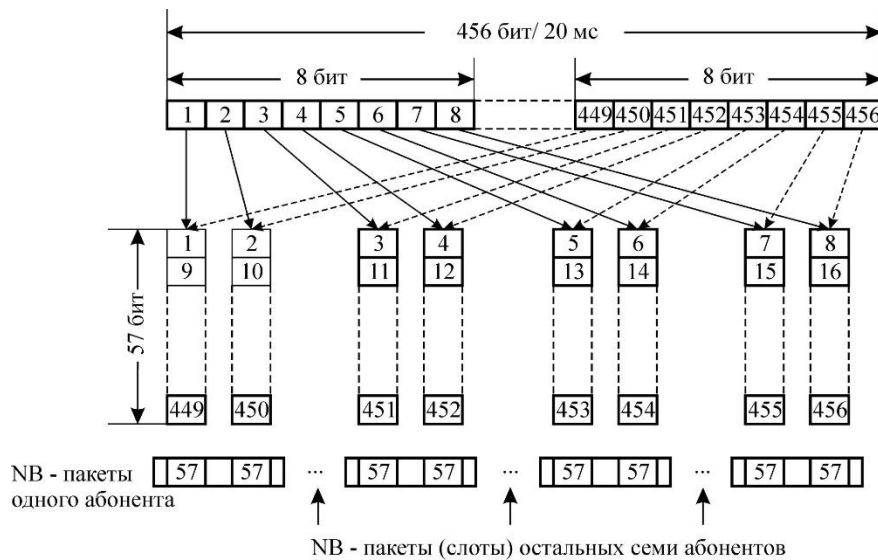 456 бит/ 20 мс
8 бит 8 бит
1 2 3 4 5 6 7 8 449 450 451 452 453 454 455 456
57 бит
1 2 3 4 5 6 7 8
9 10 11 12 13 14 15 16
449 450 451 452 453 454 455 456
NB - пакеты
одного абонента
57 57 ... 57 57 ... 57 57 ... 57 57
NB - пакеты (слоты) остальных семи абонентов